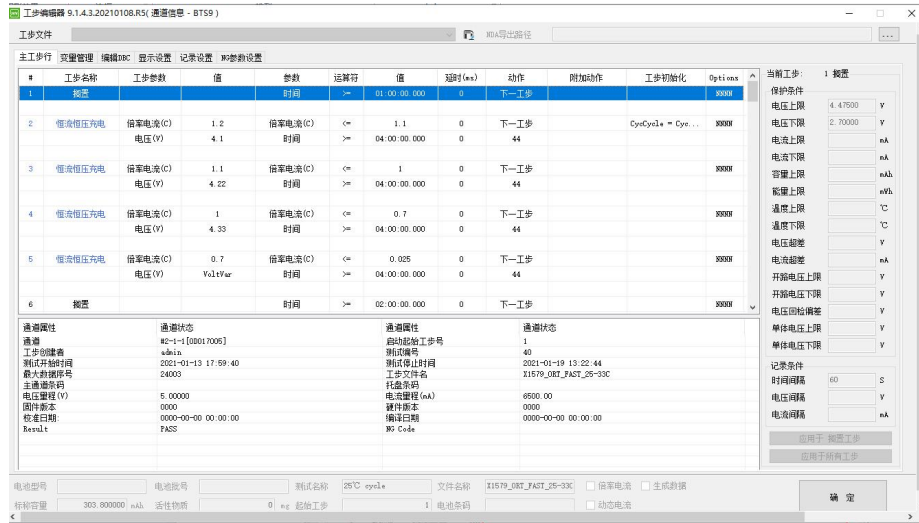 工步编辑器 9.1.4.3.20210108.R5( 通道信息 - BTS9 )
工步文件 NDA导出路径 ...
主工步行 变量管理 编辑DBC 显示设置 记录设置 NG参数设置
# 工步名称 工步参数 值 参数 运算符 值 延时(ms) 动作 附加动作 工步初始化 Options
1 搁置 时间 >= 01:00:00.000 0 下一工步 NNNN
2 恒流恒压充电 倍率电流(C) 1.2 倍率电流(C) <= 1.1 0 下一工步 CycCycle = Cyc... NNNN
电压(V) 4.1 时间 >= 04:00:00.000 0 44
3 恒流恒压充电 倍率电流(C) 1.1 倍率电流(C) <= 1 0 下一工步 NNNN
电压(V) 4.22 时间 >= 04:00:00.000 0 44
4 恒流恒压充电 倍率电流(C) 1 倍率电流(C) <= 0.7 0 下一工步 NNNN
电压(V) 4.33 时间 >= 04:00:00.000 0 44
5 恒流恒压充电 倍率电流(C) 0.7 倍率电流(C) <= 0.025 0 下一工步 NNNN
电压(V) VoltVar 时间 >= 04:00:00.000 0 44
6 搁置 时间 >= 02:00:00.000 0 下一工步 NNNN
当前工步: 1 搁置
保护条件
电压上限 4.47500 V
电压下限 2.70000 V
电流上限 mA
电流下限 mA
容量上限 mAh
能量上限 mWh
温度上限 ℃
温度下限 ℃
电压超差 V
电流超差 mA
开路电压上限 V
开路电压下限 V
电压回检偏差 V
单体电压上限 V
单体电压下限 V
记录条件
时间间隔 60 S
电压间隔 V
电流间隔 mA
应用于 搁置工步
应用于所有工步
通道属性 通道状态 通道属性 通道状态
通道 #2-1-1[OD017005] 启动起始工步号 1
工步创建者 admin 测试编号 40
测试开始时间 2021-01-13 17:59:40 测试停止时间 2021-01-19 13:22:44
最大数据序号 24003 工步文件名 X1579_ORT_FAST_25-33C
主通道条码 托盘条码
电压量程(V) 5.00000 电流量程(mA) 6500.00
固件版本 0000 硬件版本 0000
校准日期: 0000-00-00 00:00:00 编译日期 0000-00-00 00:00:00
Result PASS NG Code
电池型号 电池批号 测试名称 25℃ cycle 文件名称 X1579_ORT_FAST_25-33C 倍率电流 生成数据
标称容量 303.800000 mAh 活性物质 0 mg 起始工步 1 电池条码 动态电流
确 定